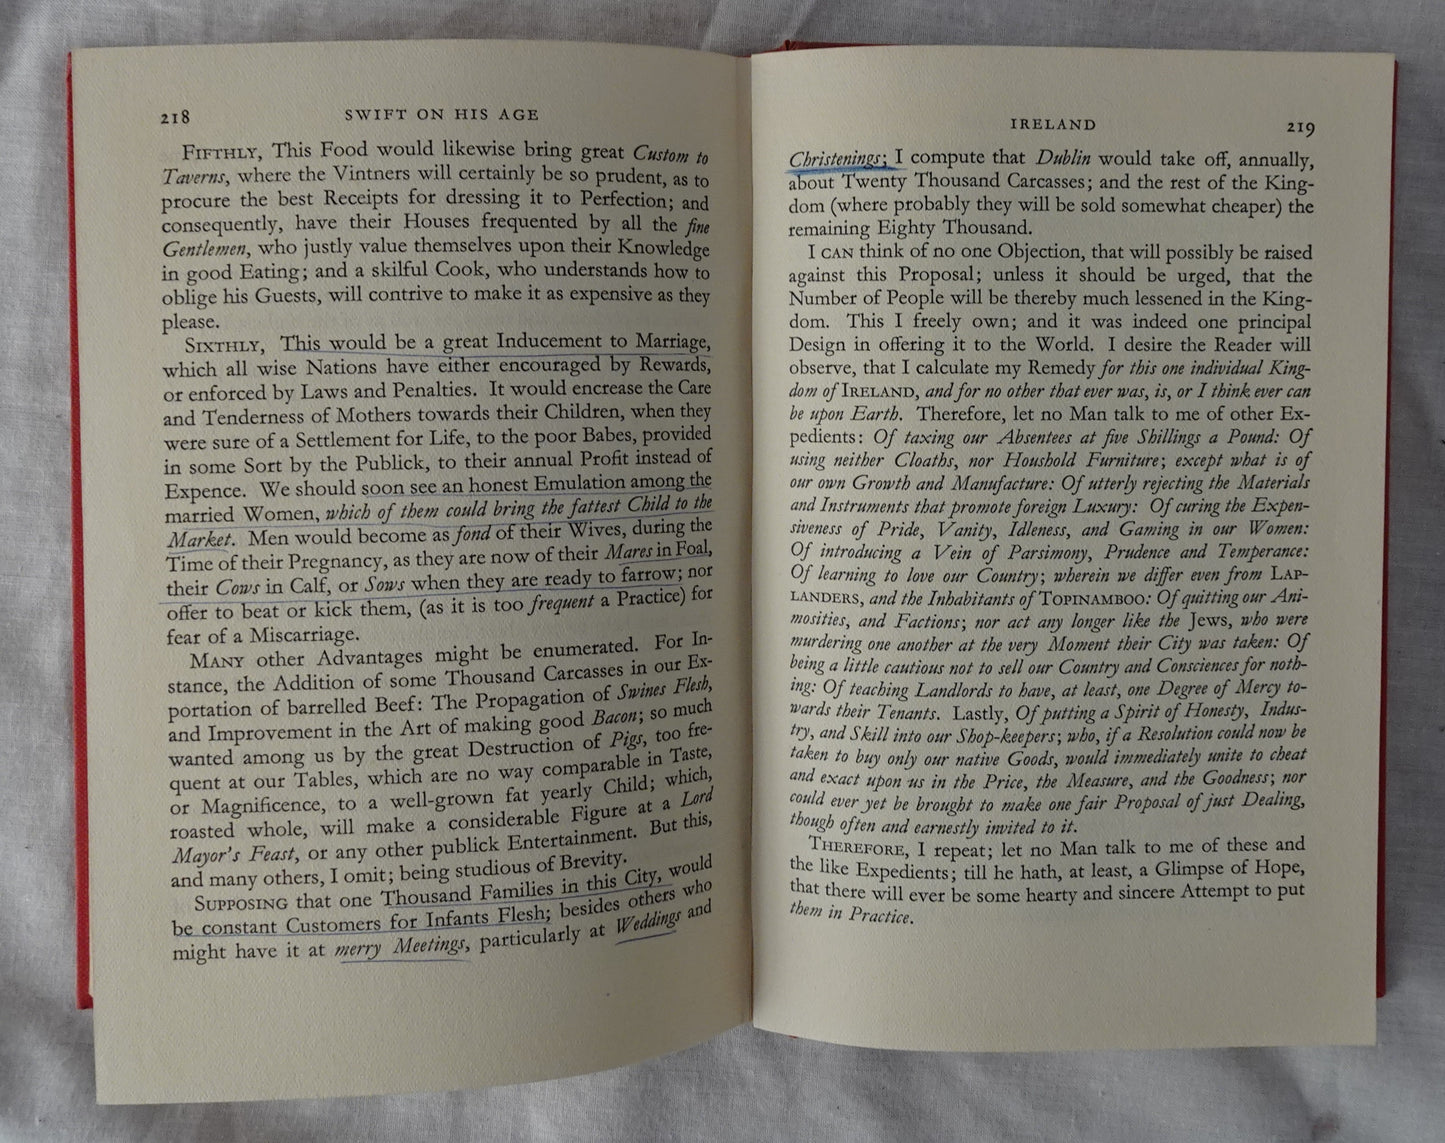 218 SWIFT ON HIS AGE
FIFTHLY, This Food would likewise bring great Custom to
Taverns, where the Vintners will certainly be so prudent, as to
procure the best Receipts for dressing it to Perfection; and
consequently, have their Houses frequented by all the fine
Gentlemen, who justly value themselves upon their Knowledge
in good Eating; and a skilful Cook, who understands how to
oblige his Guests, will contrive to make it as expensive as they
please.
SIXTHLY, This would be a great Inducement to Marriage,
which all wise Nations have either encouraged by Rewards,
or enforced by Laws and Penalties. It would encrease the Care
and Tenderness of Mothers towards their Children, when they
were sure of a Settlement for Life, to the poor Babes, provided
in some Sort by the Publick, to their annual Profit instead of
Expence. We should soon see an honest Emulation among the
married Women, which of them could bring the fattest Child to the
Market. Men would become as fond of their Wives, during the
Time of their Pregnancy, as they are now of their Mares in Foal,
their Cows in Calf, or Sows when they are ready to farrow; nor
offer to beat or kick them, (as it is too frequent a Practice) for
fear of a Miscarriage.
MANY other Advantages might be enumerated. For In-
stance, the Addition of some Thousand Carcasses in our Ex-
portation of barrelled Beef: The Propagation of Swines Flesh,
and Improvement in the Art of making good Bacon; so much
wanted among us by the great Destruction of Pigs, too fre-
quent at our Tables, which are no way comparable in Taste,
or Magnificence, to a well-grown fat yearly Child; which,
roasted whole, will make a considerable Figure at a Lord
Mayor's Feast, or any other publick Entertainment. But this,
and many others, I omit; being studious of Brevity.
SUPPOSING that one Thousand Families in this City, would
be constant Customers for Infants Flesh; besides others who
might have it at merry Meetings, particularly at Weddings and
IRELAND 219
Christenings; I compute that Dublin would take off, annually,
about Twenty Thousand Carcasses; and the rest of the King-
dom (where probably they will be sold somewhat cheaper) the
remaining Eighty Thousand.
I CAN think of no one Objection, that will possibly be raised
against this Proposal; unless it should be urged, that the
Number of People will be thereby much lessened in the King-
dom. This I freely own; and it was indeed one principal
Design in offering it to the World. I desire the Reader will
observe, that I calculate my Remedy for this one individual King-
dom of IRELAND, and for no other that ever was, is, or I think ever can
be upon Earth. Therefore, let no Man talk to me of other Ex-
pedients: Of taxing our Absentees at five Shillings a Pound: Of
using neither Cloaths, nor Houshold Furniture; except what is of
our own Growth and Manufacture: Of utterly rejecting the Materials
and Instruments that promote foreign Luxury: Of curing the Expen-
siveness of Pride, Vanity, Idleness, and Gaming in our Women:
Of introducing a Vein of Parsimony, Prudence and Temperance:
Of learning to love our Country; wherein we differ even from LAP-
LANDERS, and the Inhabitants of TOPINAMBOO: Of quitting our Ani-
mosities, and Factions; nor act any longer like the Jews, who were
murdering one another at the very Moment their City was taken: Of
being a little cautious not to sell our Country and Consciences for noth-
ing: Of teaching Landlords to have, at least, one Degree of Mercy to-
wards their Tenants. Lastly, Of putting a Spirit of Honesty, Indus-
try, and Skill into our Shop-keepers; who, if a Resolution could now be
taken to buy only our native Goods, would immediately unite to cheat
and exact upon us in the Price, the Measure, and the Goodness; nor
could ever yet be brought to make one fair Proposal of just Dealing,
though often and earnestly invited to it.
THEREFORE, I repeat; let no Man talk to me of these and
the like Expedients; till he hath, at least, a Glimpse of Hope,
that there will ever be some hearty and sincere Attempt to put
them in Practice.